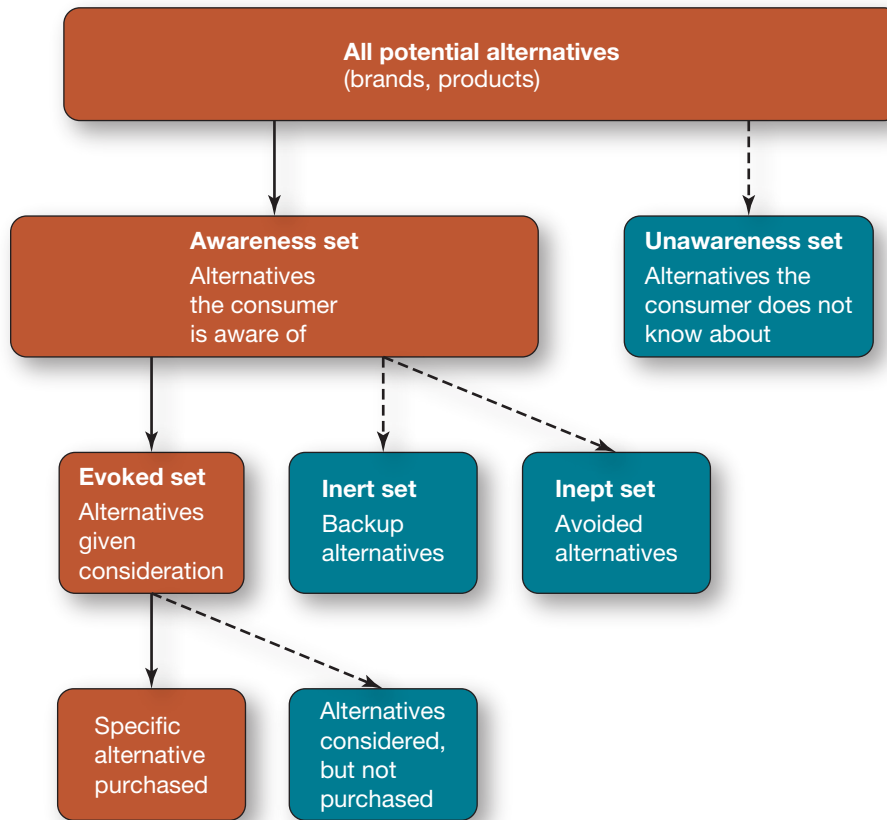 All potential alternatives
(brands, products)
Awareness set
Alternatives
the consumer
is aware of
Unawareness set
Alternatives the
consumer does not
know about
Evoked set
Alternatives
given
consideration
Inert set
Backup
alternatives
Inept set
Avoided
alternatives
Specific
alternative
purchased
Alternatives
considered,
but not
purchased